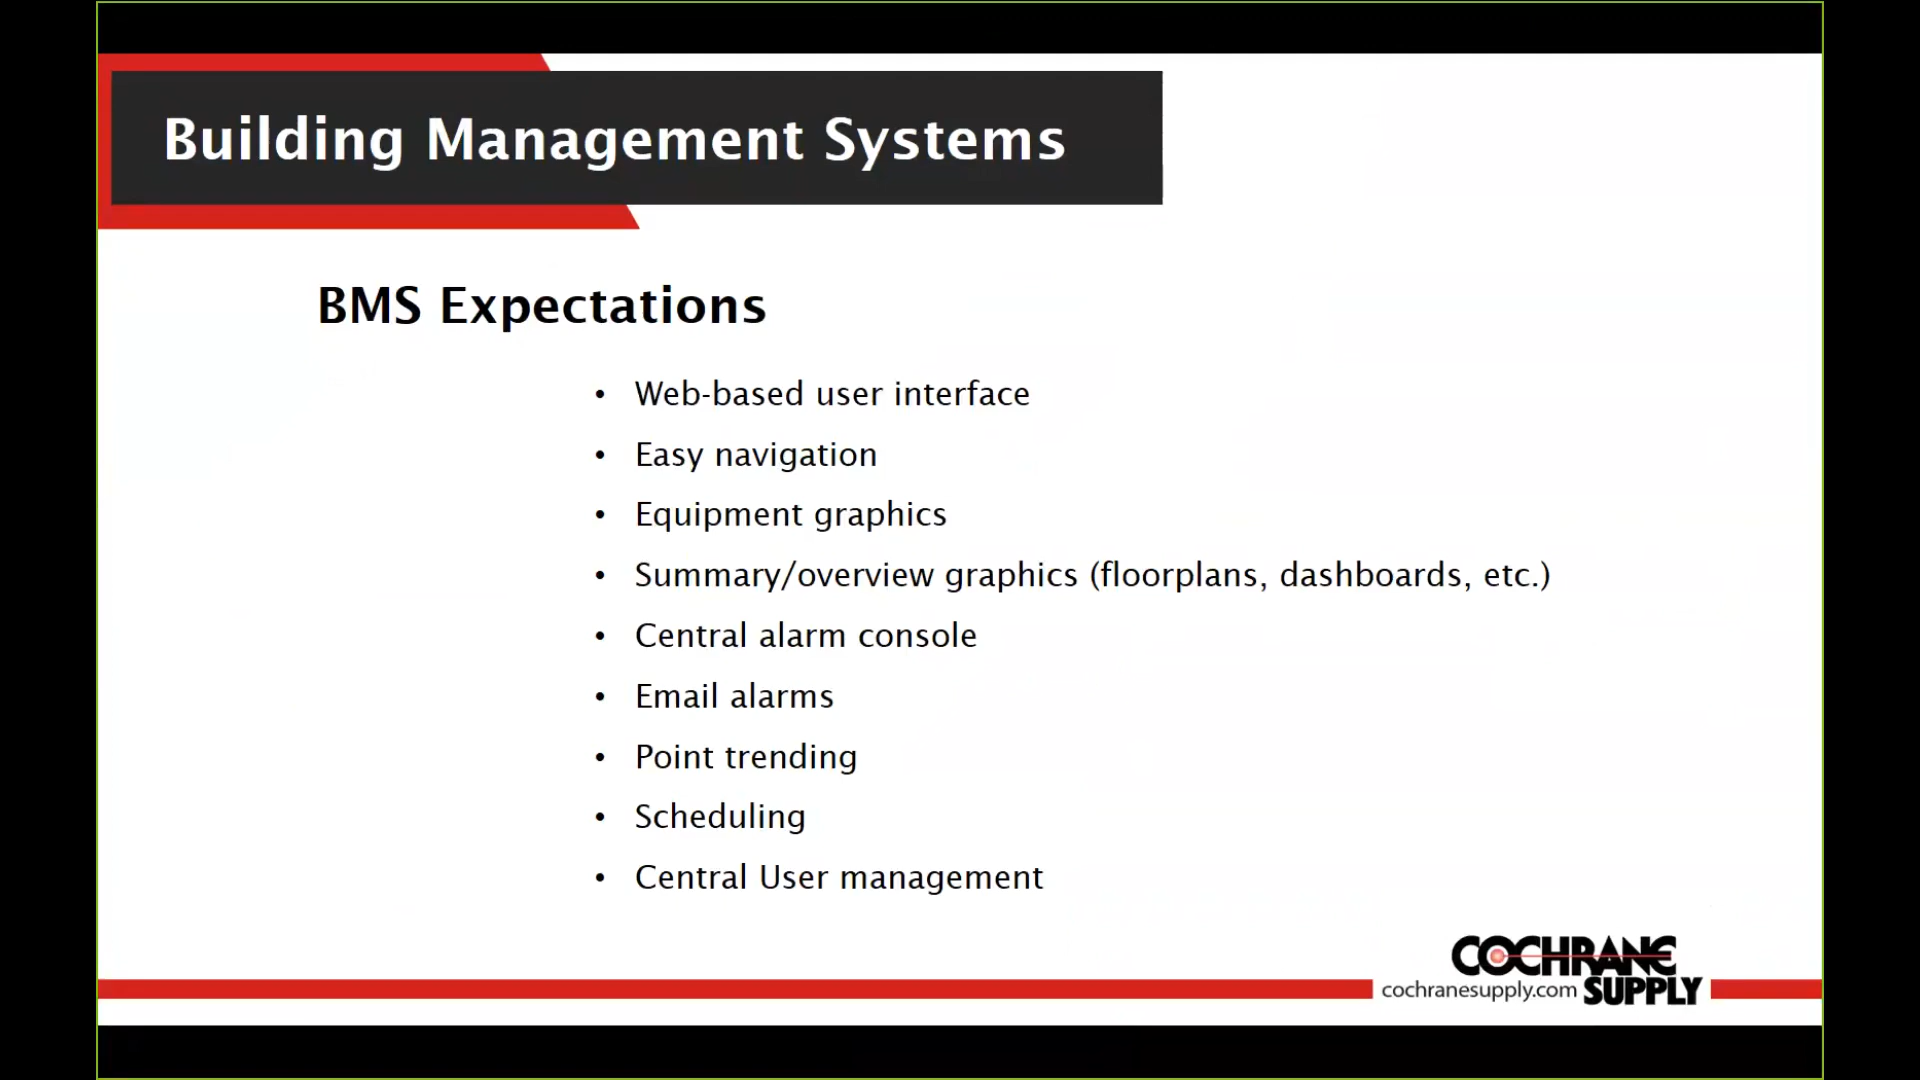 Building Management Systems
BMS Expectations
• Web-based user interface
• Easy navigation
• Equipment graphics
• Summary/overview graphics (floorplans, dashboards, etc.)
• Central alarm console
• Email alarms
• Point trending
• Scheduling
• Central User management
COCHRANE
cochranesupply.com SUPPLY